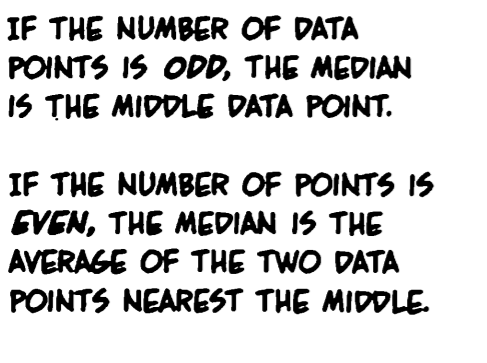 IF THE NUMBER OF DATA
POINTS IS ODD, THE MEDIAN
IS THE MIDDLE DATA POINT.
IF THE NUMBER OF POINTS IS
EVEN, THE MEDIAN IS THE
AVERAGE OF THE TWO DATA
POINTS NEAREST THE MIDDLE.